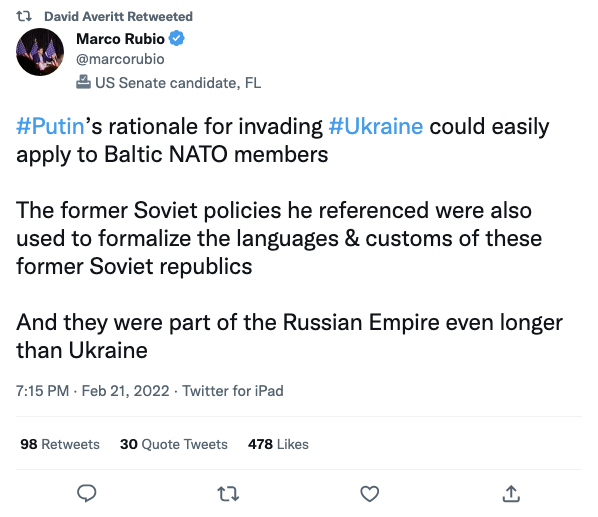 David Averitt Retweeted
Marco Rubio
@marcorubio
US Senate candidate, FL
#Putin's rationale for invading #Ukraine could easily
apply to Baltic NATO members
The former Soviet policies he referenced were also
used to formalize the languages & customs of these
former Soviet republics
And they were part of the Russian Empire even longer
than Ukraine
7:15 PM · Feb 21, 2022 · Twitter for iPad
98 Retweets 30 Quote Tweets 478 Likes